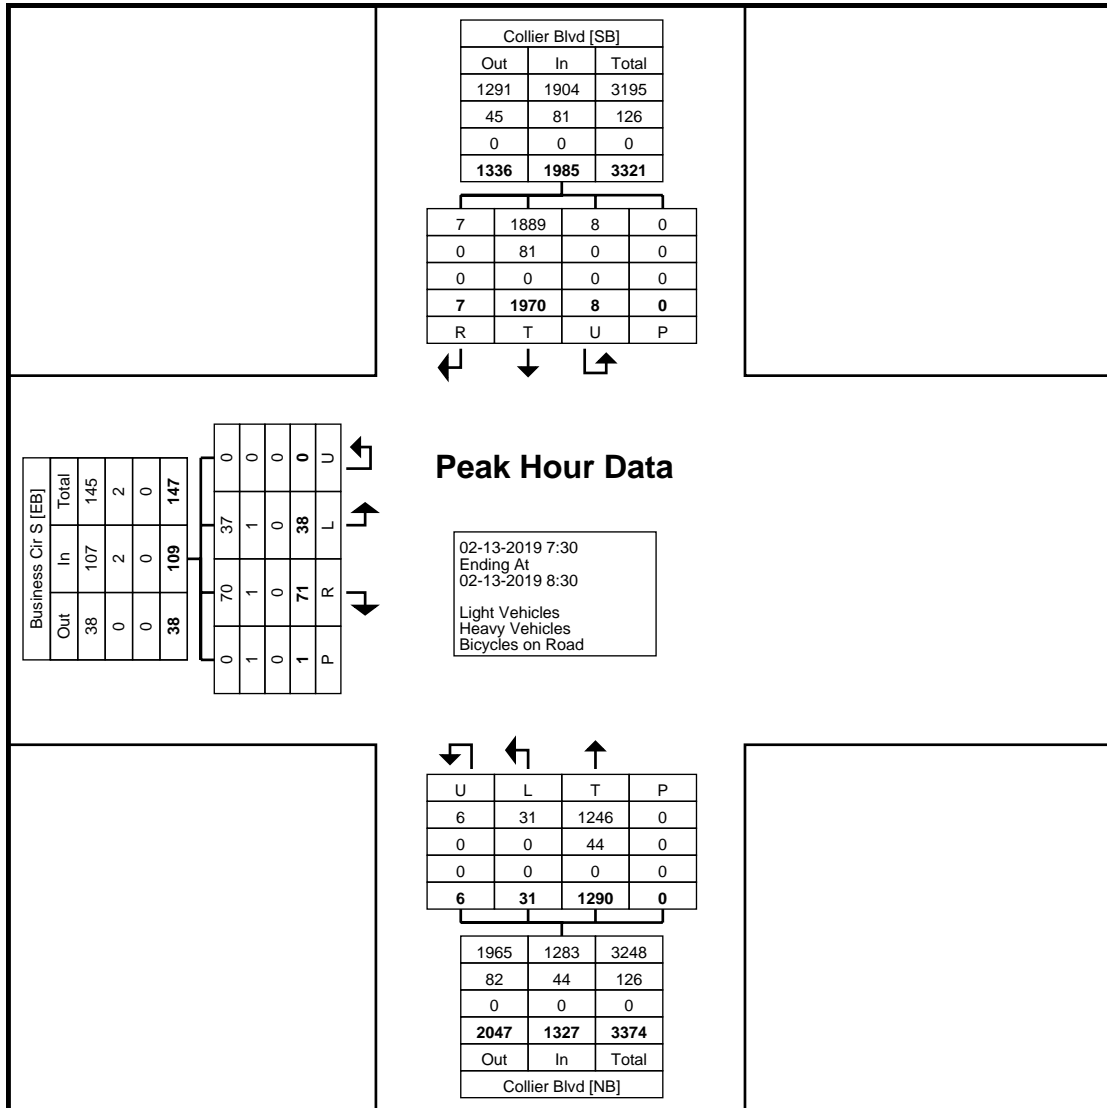 Collier Blvd [SB]
Out In Total
1291 1904 3195
45 81 126
0 0 0
1336 1985 3321
7 1889 8 0
0 81 0 0
0 0 0 0
7 1970 8 0
R T U P
Business Cir S [EB]
Out In Total
38 107 145
0 2 2
0 0 0
38 109 147
0 70 37 0
1 1 1 0
0 0 0 0
1 71 38 0
P R L U
Peak Hour Data
02-13-2019 7:30
Ending At
02-13-2019 8:30
Light Vehicles
Heavy Vehicles
Bicycles on Road
U L T P
6 31 1246 0
0 0 44 0
0 0 0 0
6 31 1290 0
1965 1283 3248
82 44 126
0 0 0
2047 1327 3374
Out In Total
Collier Blvd [NB]